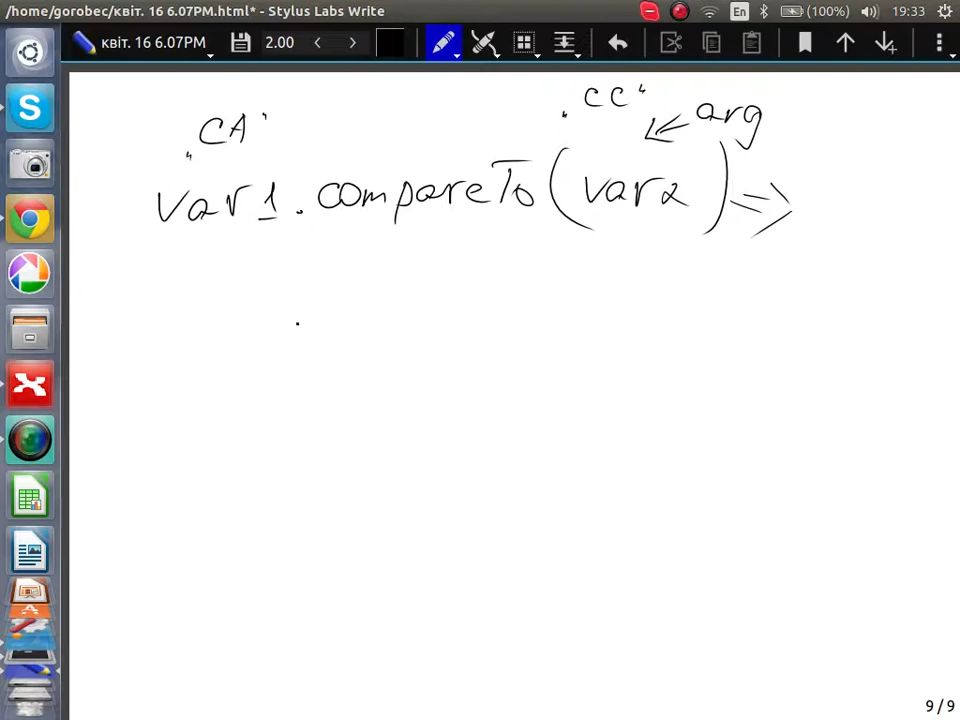 /home/gorobec/квіт. 16 6.07PM.html* - Stylus Labs Write
En (100%) 19:33
квіт. 16 6.07PM 2.00
„CC“ arg
„CA“
var1.compareTo(var2) =>
9 / 9